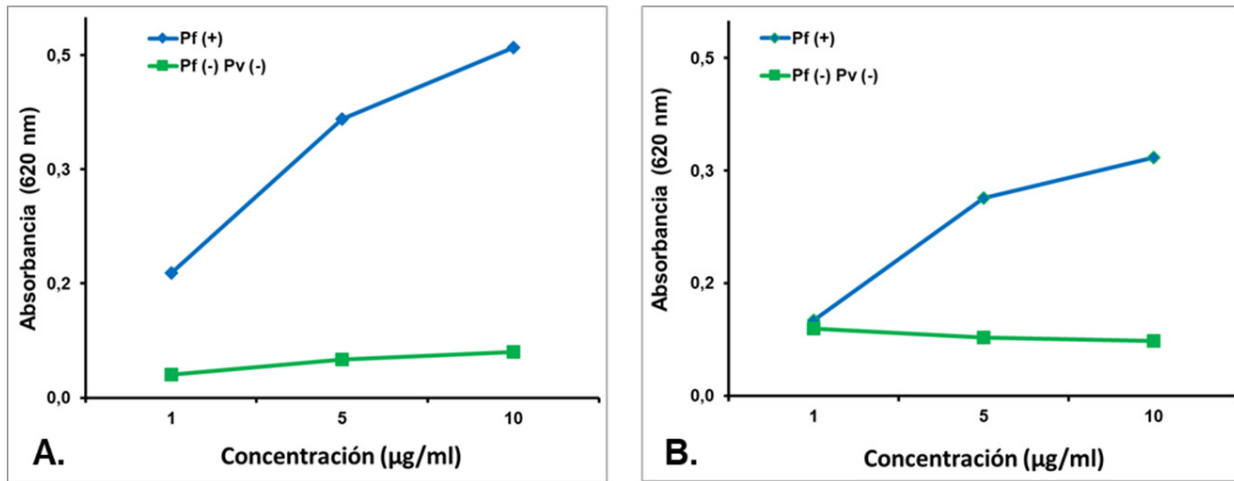 Pf (+)
Pf (-) Pv (-)
Absorbancia (620 nm)
0,5
0,3
0,2
0,0
1 5 10
Concentración (µg/ml)
A.
Pf (+)
Pf (-) Pv (-)
Absorbancia (620 nm)
0,5
0,3
0,2
0,0
1 5 10
Concentración (µg/ml)
B.